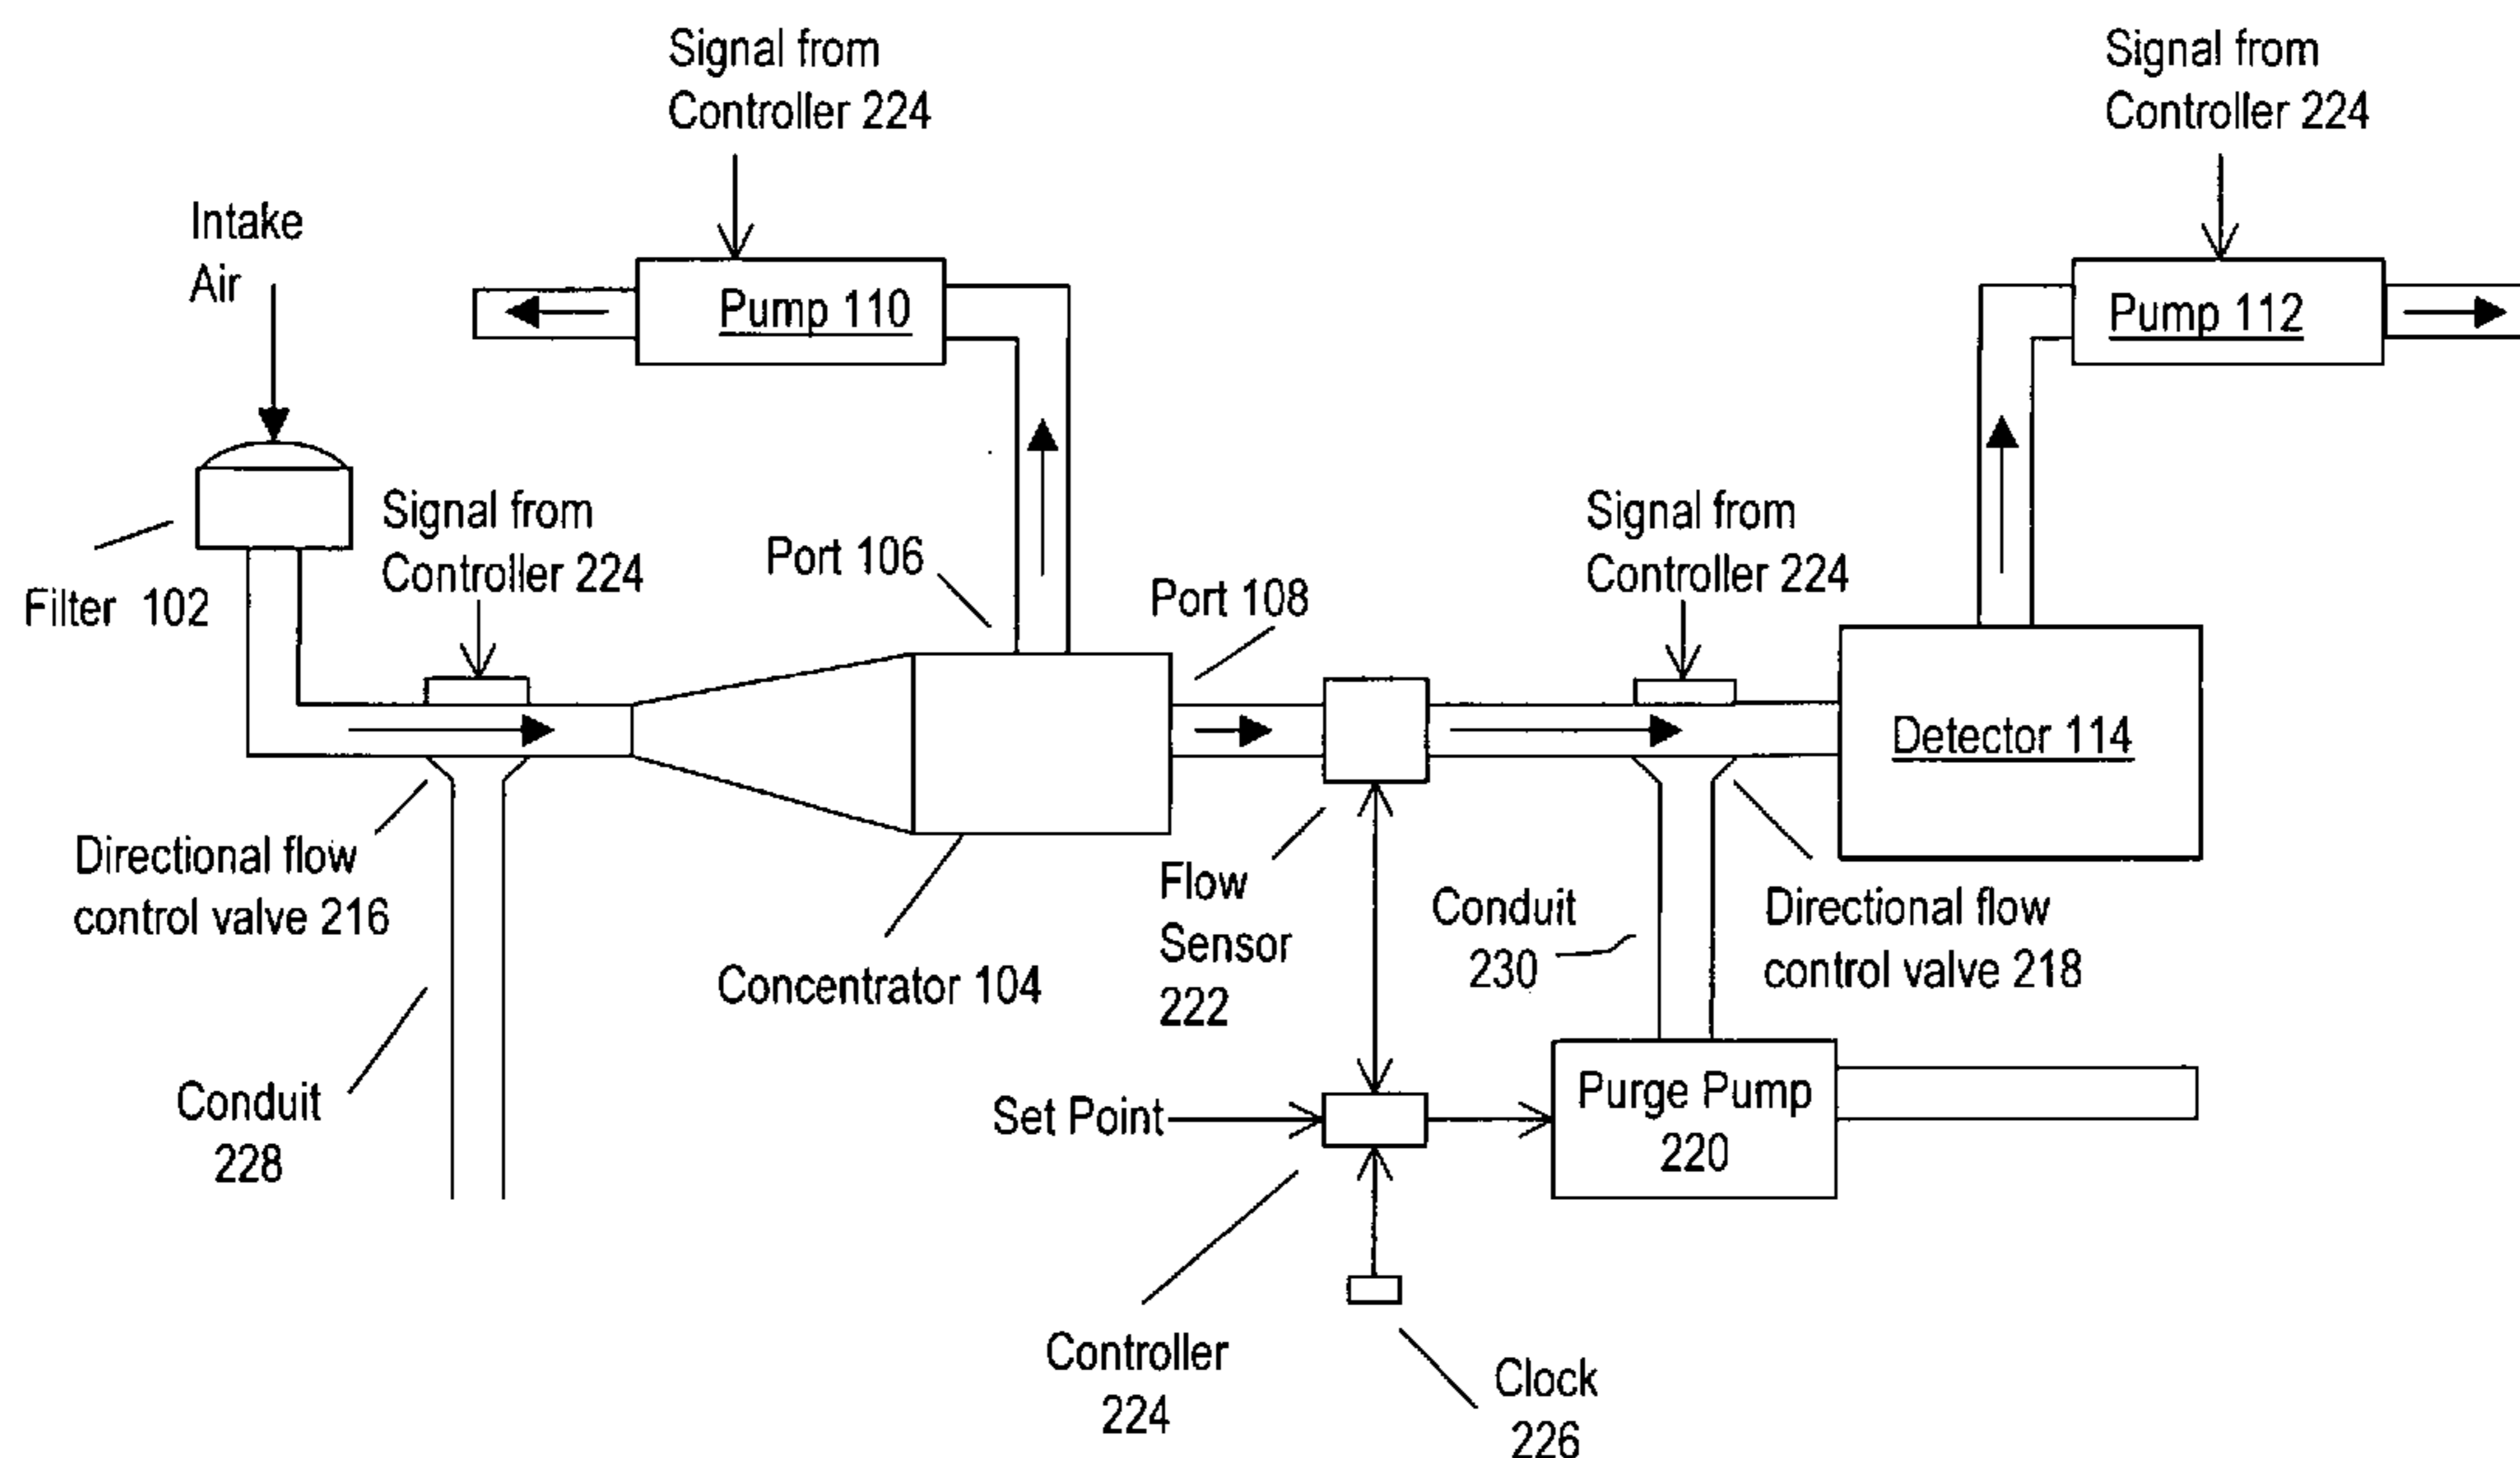 Signal from
Controller 224
Signal from
Controller 224
Intake
Air
Pump 110
Pump 112
Signal from
Controller 224
Signal from
Controller 224
Port 106
Port 108
Filter 102
Detector 114
Directional flow
control valve 216
Flow
Sensor
222
Conduit
230
Directional flow
control valve 218
Concentrator 104
Conduit
228
Set Point
Purge Pump
220
Controller
224
Clock
226